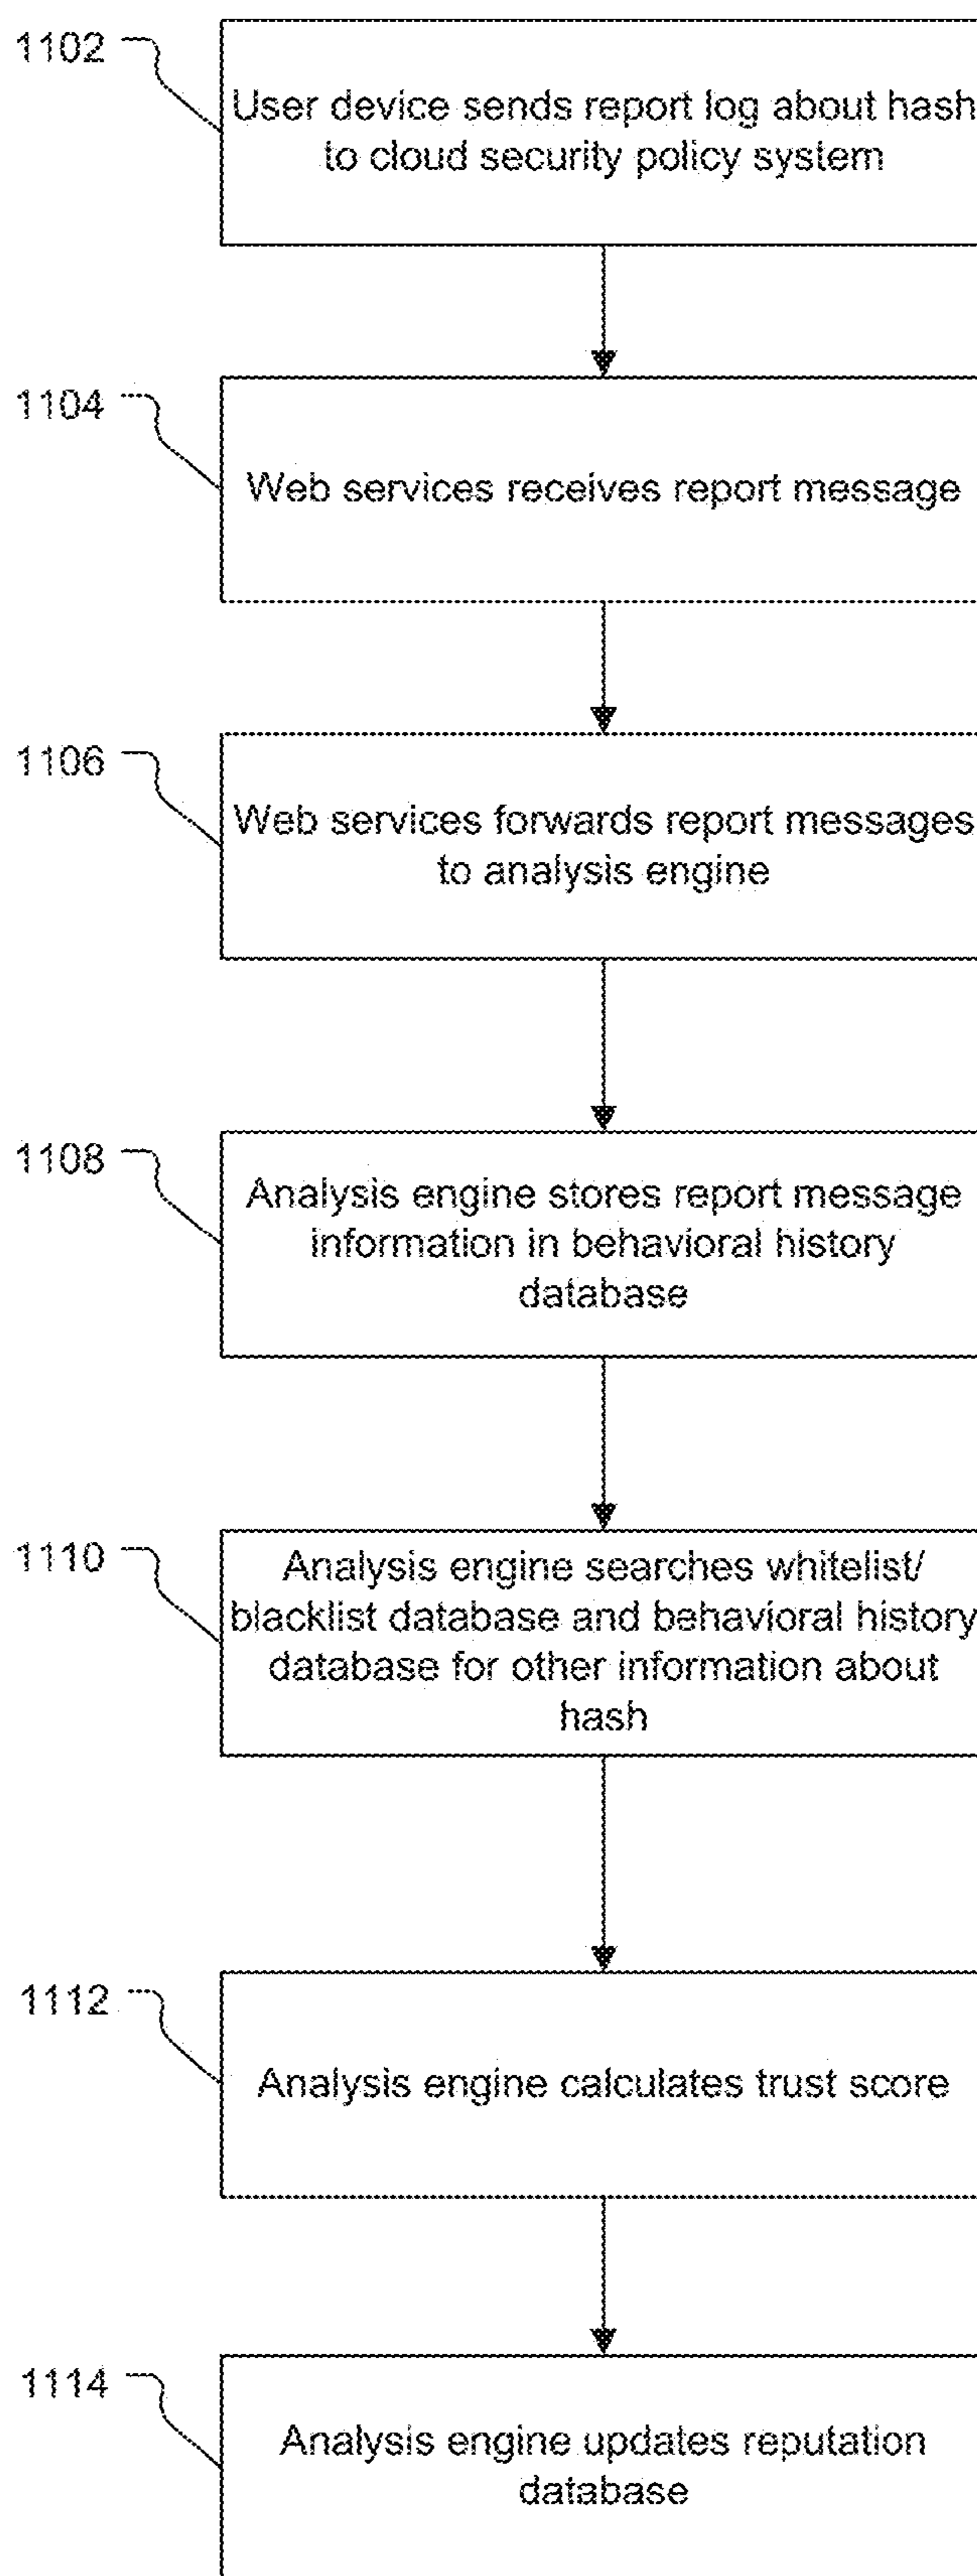 1102
User device sends report log about hash
to cloud security policy system
1104
Web services receives report message
1106
Web services forwards report messages
to analysis engine
1108
Analysis engine stores report message
information in behavioral history
database
1110
Analysis engine searches whitelist/
blacklist database and behavioral history
database for other information about
hash
1112
Analysis engine calculates trust score
1114
Analysis engine updates reputation
database